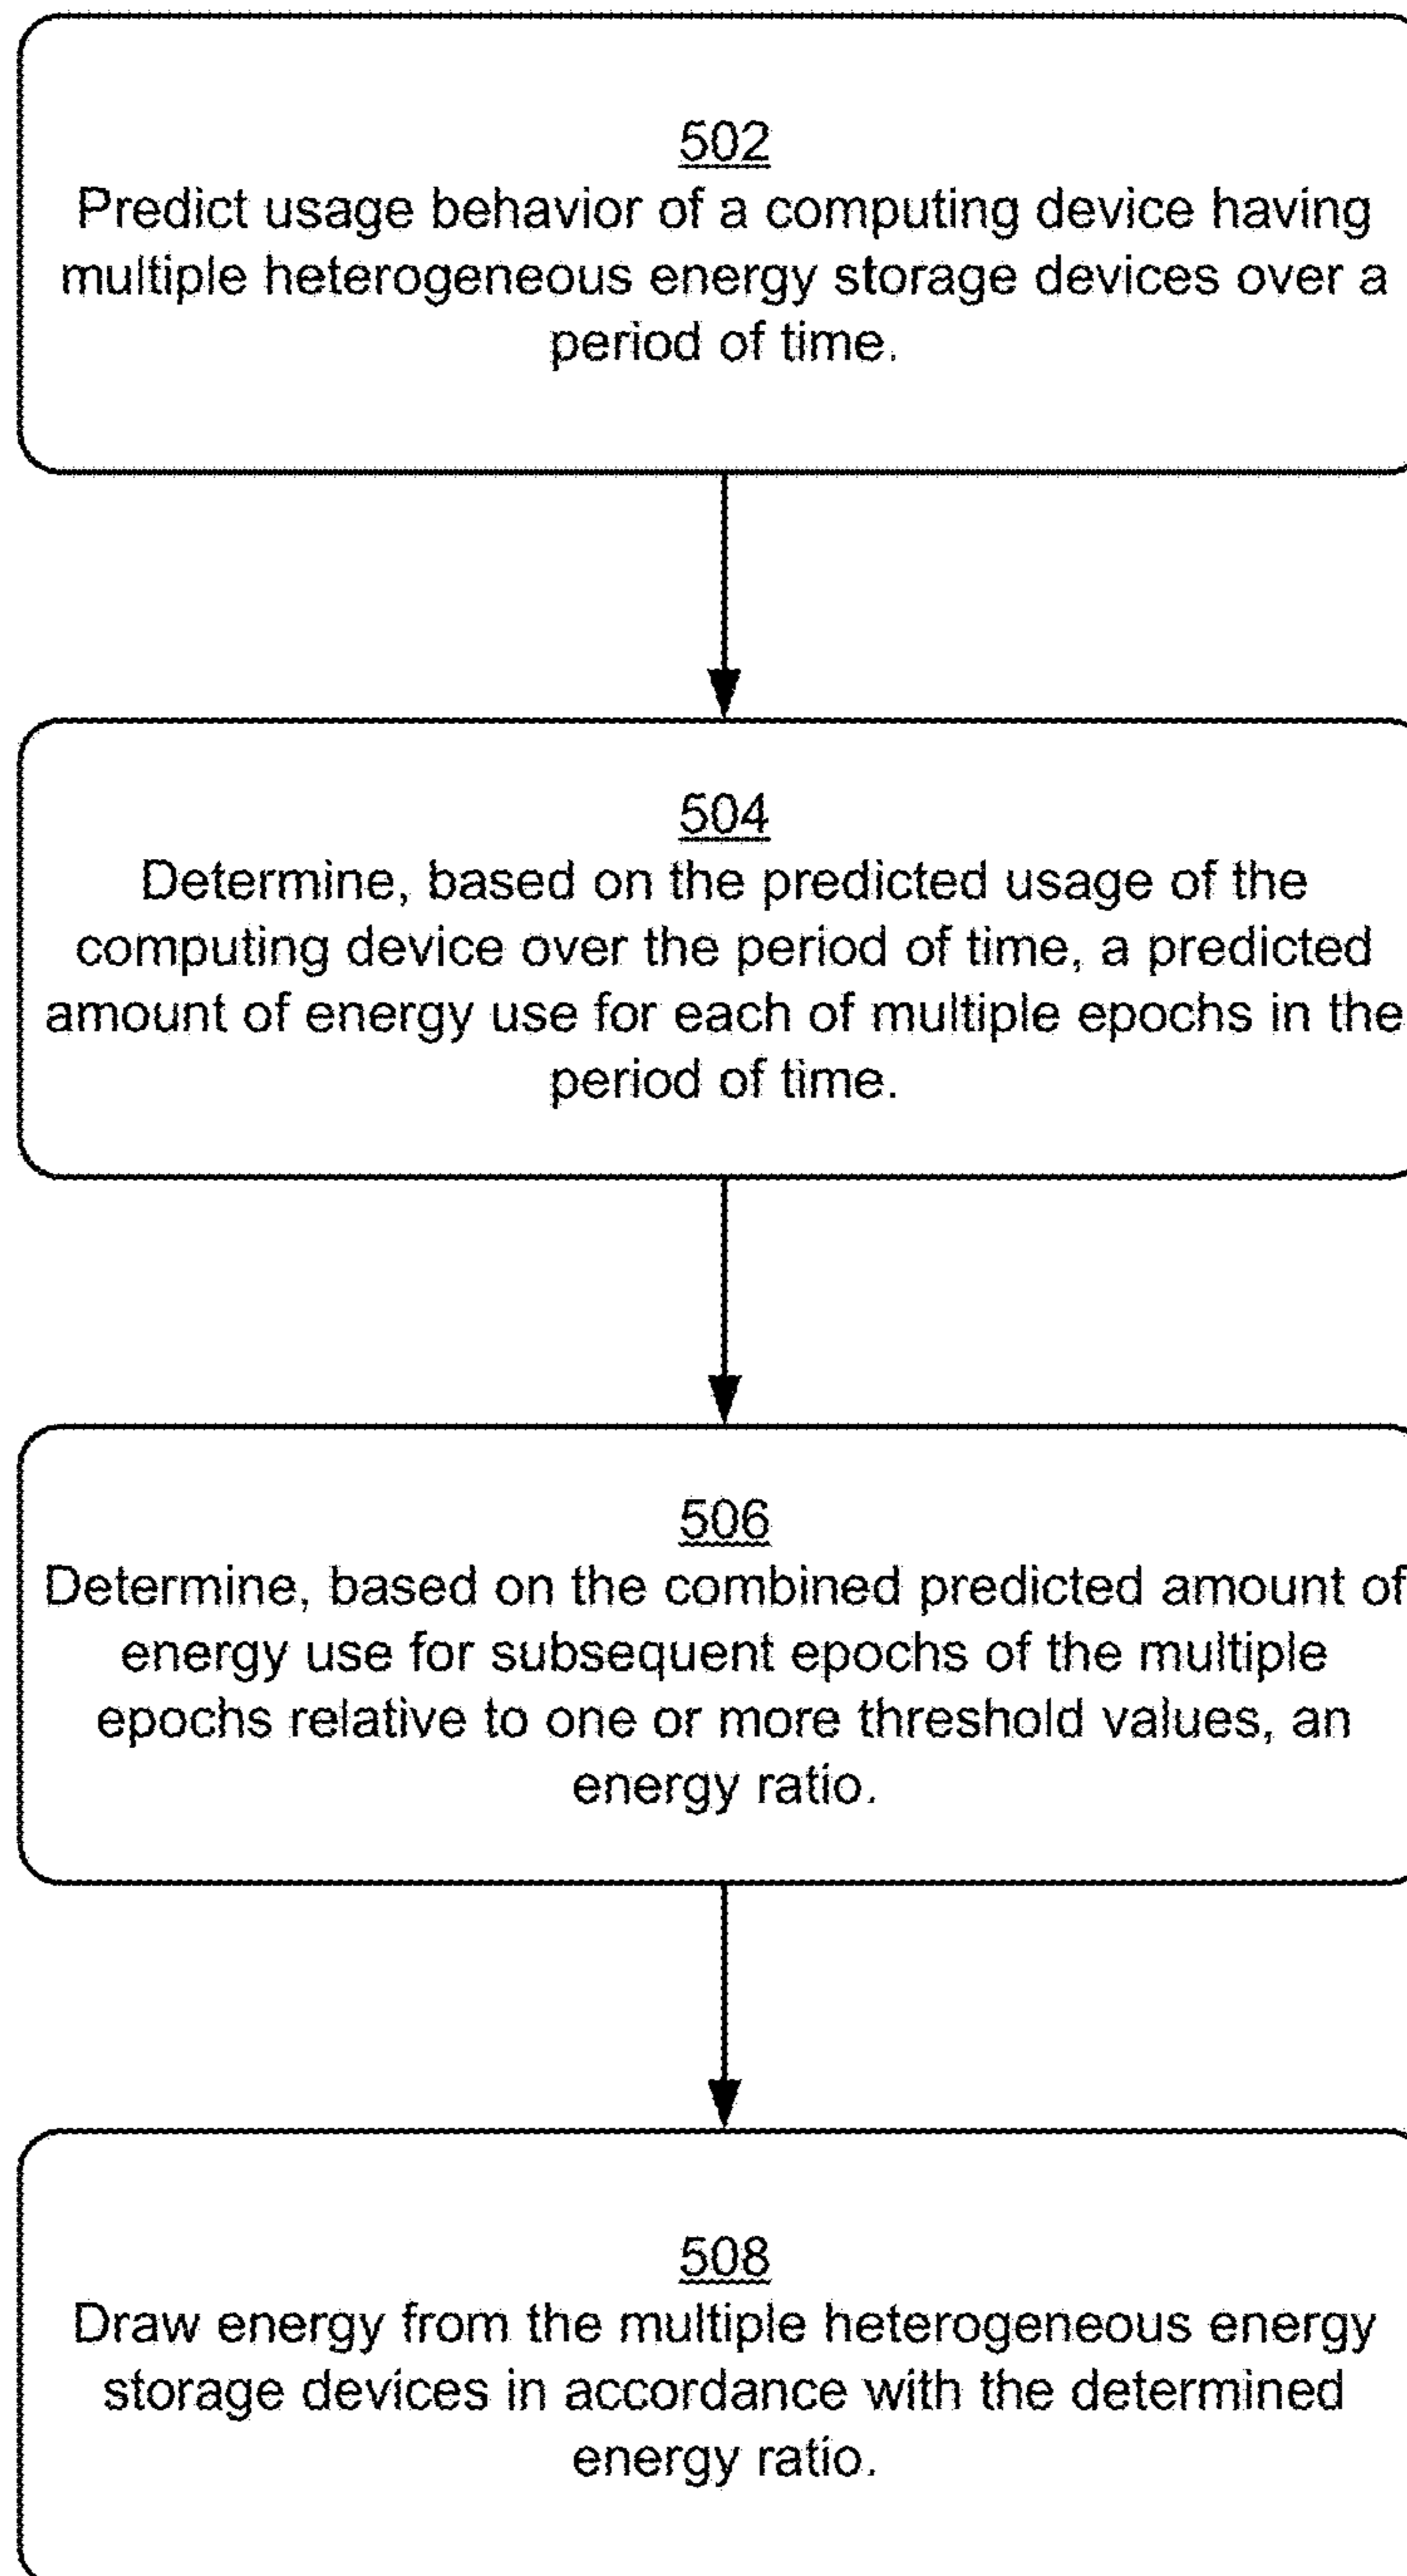 502
Predict usage behavior of a computing device having
multiple heterogeneous energy storage devices over a
period of time.
504
Determine, based on the predicted usage of the
computing device over the period of time, a predicted
amount of energy use for each of multiple epochs in the
period of time.
506
Determine, based on the combined predicted amount of
energy use for subsequent epochs of the multiple
epochs relative to one or more threshold values, an
energy ratio.
508
Draw energy from the multiple heterogeneous energy
storage devices in accordance with the determined
energy ratio.